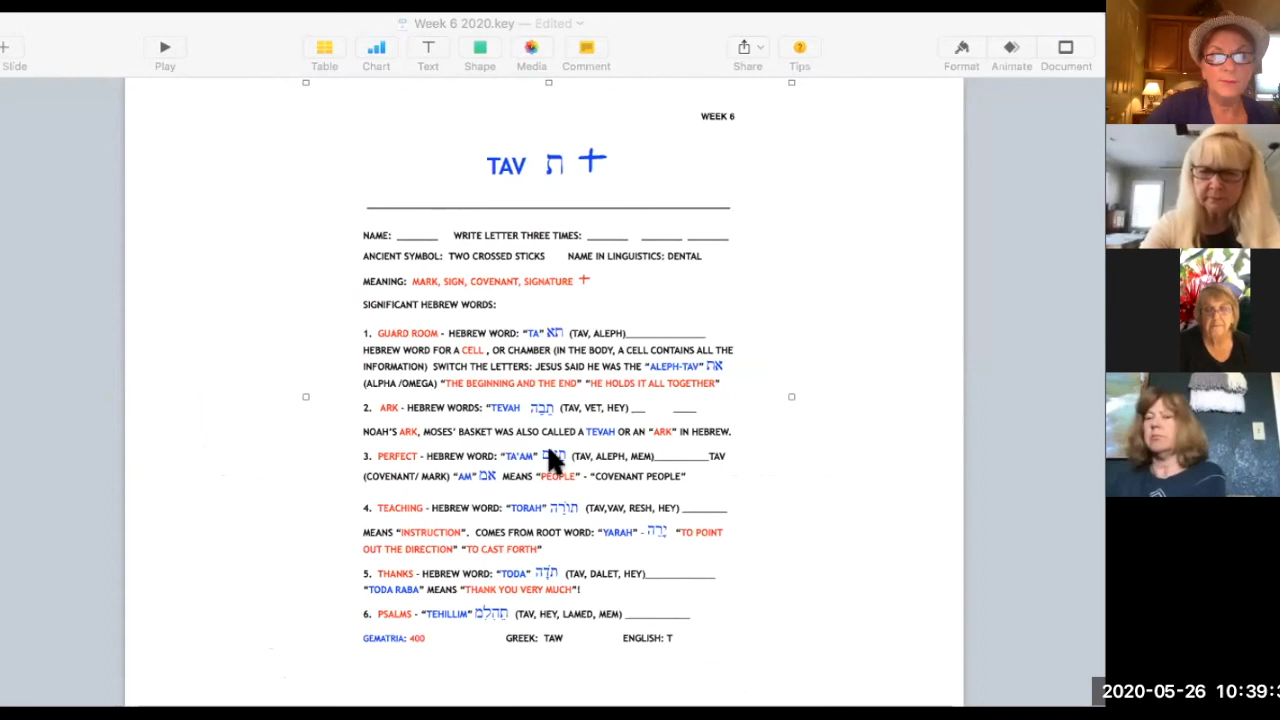 Week 6 2020.key — Edited
Slide
Play
Table
Chart
Text
Shape
Media
Comment
Share
Tips
Format
Animate
Document
WEEK 6
TAV ת +
NAME: ________ WRITE LETTER THREE TIMES: ________ ________ ________
ANCIENT SYMBOL: TWO CROSSED STICKS NAME IN LINGUISTICS: DENTAL
MEANING: MARK, SIGN, COVENANT, SIGNATURE +
SIGNIFICANT HEBREW WORDS:
1. GUARD ROOM - HEBREW WORD: "TA" תא (TAV, ALEPH)________________
HEBREW WORD FOR A CELL , OR CHAMBER (IN THE BODY, A CELL CONTAINS ALL THE
INFORMATION) SWITCH THE LETTERS: JESUS SAID HE WAS THE "ALEPH-TAV" את
(ALPHA /OMEGA) "THE BEGINNING AND THE END" "HE HOLDS IT ALL TOGETHER"
2. ARK - HEBREW WORDS: "TEVAH תֵבָה (TAV, VET, HEY) ___ _____
NOAH'S ARK, MOSES' BASKET WAS ALSO CALLED A TEVAH OR AN "ARK" IN HEBREW.
3. PERFECT - HEBREW WORD: "TA'AM" (TAV, ALEPH, MEM)___________TAV
(COVENANT/ MARK) "AM" אמ MEANS "PEOPLE" - "COVENANT PEOPLE"
4. TEACHING - HEBREW WORD: "TORAH" תּוֹרָה (TAV,VAV, RESH, HEY) _________
MEANS "INSTRUCTION". COMES FROM ROOT WORD: "YARAH" - יָרָה "TO POINT
OUT THE DIRECTION" "TO CAST FORTH"
5. THANKS - HEBREW WORD: "TODA" תֹּדָה (TAV, DALET, HEY)______________
"TODA RABA" MEANS "THANK YOU VERY MUCH"!
6. PSALMS - "TEHILLIM" תְהִלִמ (TAV, HEY, LAMED, MEM) _____________
GEMATRIA: 400 GREEK: TAW ENGLISH: T
2020-05-26 10:39:3